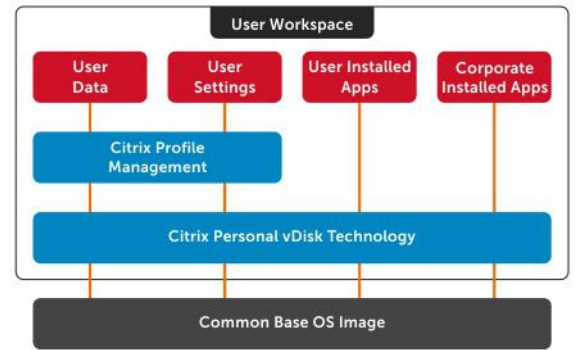 User Workspace
User
Data
User
Settings
User Installed
Apps
Corporate
Installed Apps
Citrix Profile
Management
Citrix Personal vDisk Technology
Common Base OS Image